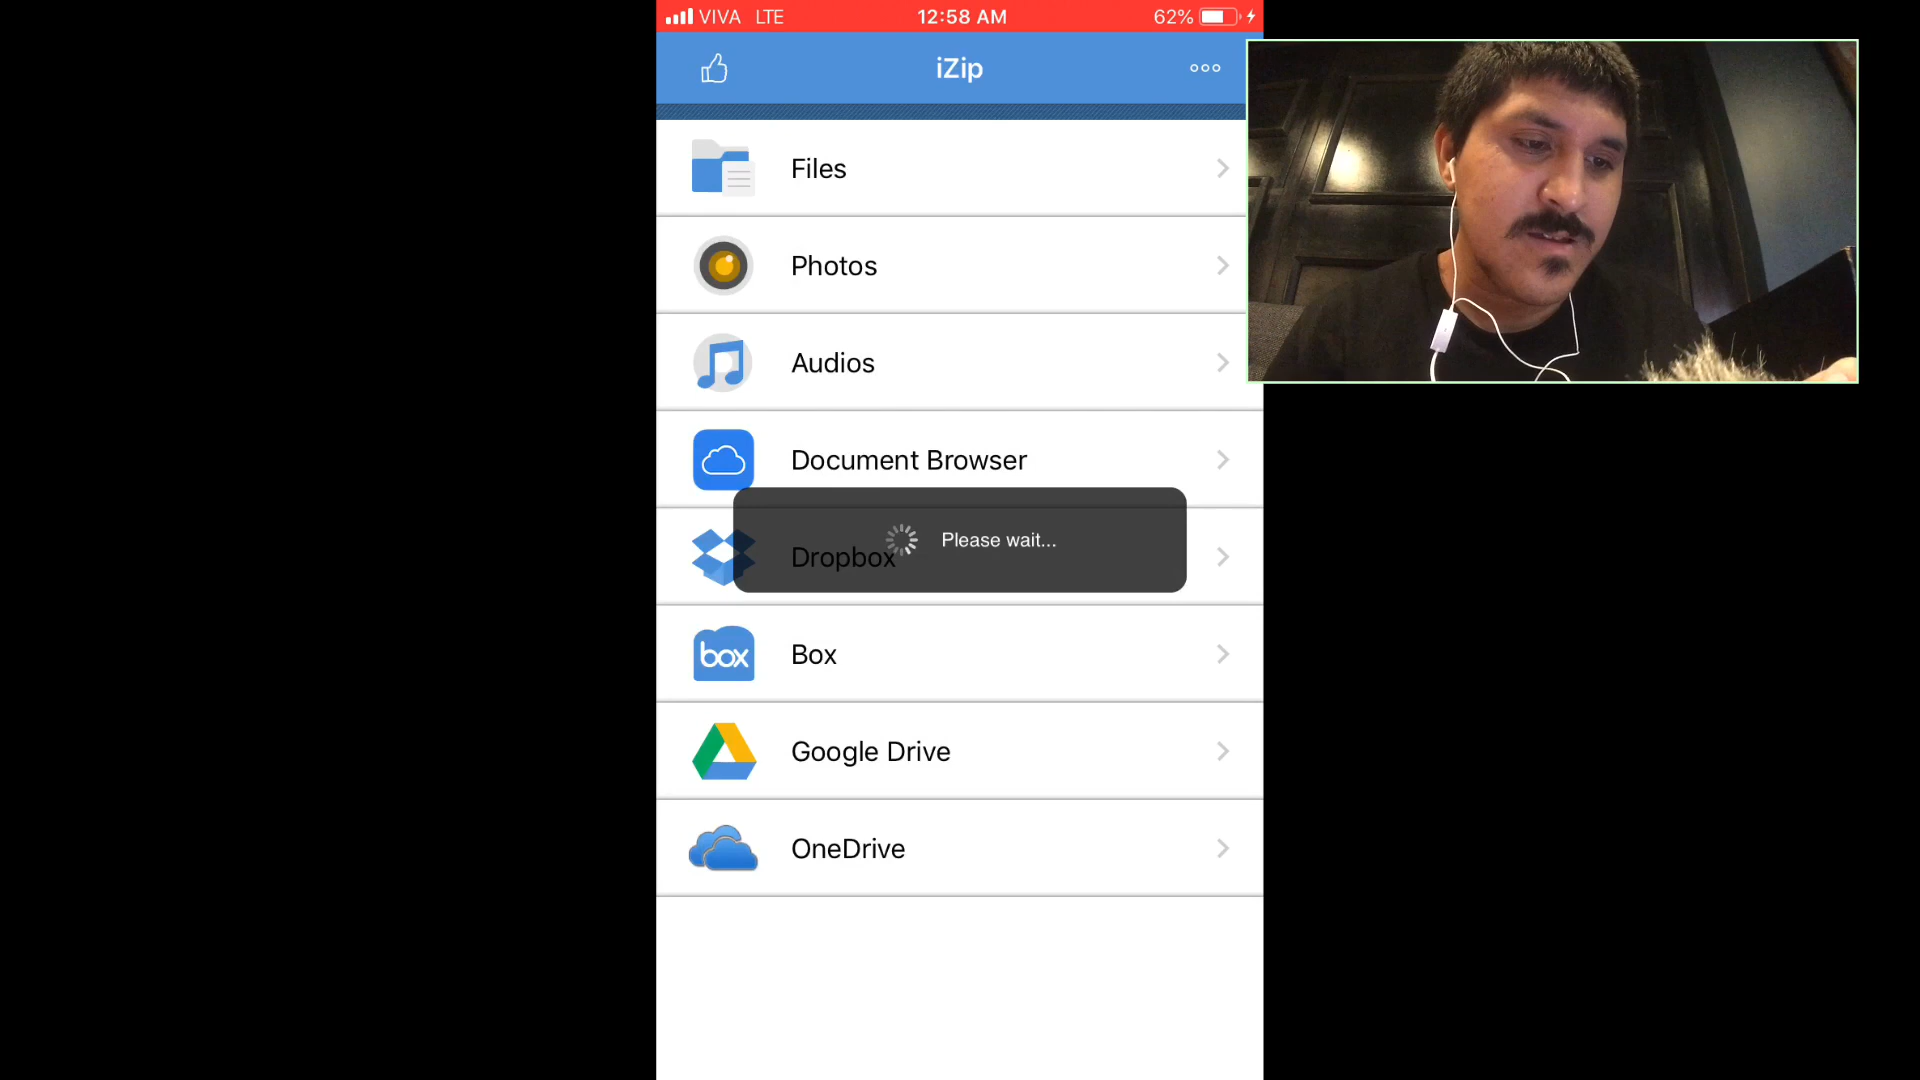 VIVA LTE 12:58 AM 62%
iZip
Files
Photos
Audios
Document Browser
Please wait...
Dropbox
box Box
Google Drive
OneDrive